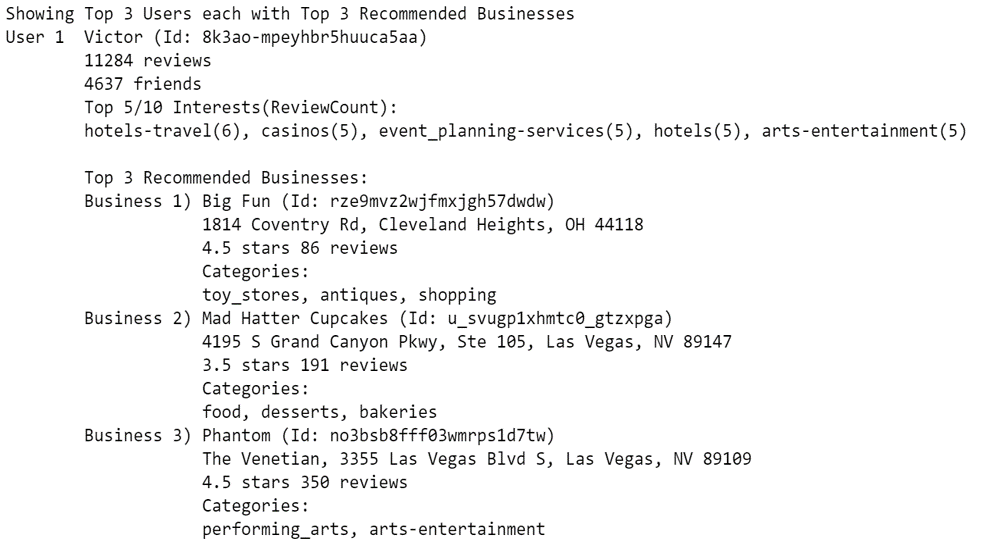 Showing Top 3 Users each with Top 3 Recommended Businesses
User 1  Victor (Id: 8k3ao-mpeyhbr5huuca5aa)
11284 reviews
4637 friends
Top 5/10 Interests(ReviewCount):
hotels-travel(6), casinos(5), event_planning-services(5), hotels(5), arts-entertainment(5)
Top 3 Recommended Businesses:
Business 1) Big Fun (Id: rze9mvz2wjfmxjgh57dwdw)
1814 Coventry Rd, Cleveland Heights, OH 44118
4.5 stars 86 reviews
Categories:
toy_stores, antiques, shopping
Business 2) Mad Hatter Cupcakes (Id: u_svugp1xhmtc0_gtzxpga)
4195 S Grand Canyon Pkwy, Ste 105, Las Vegas, NV 89147
3.5 stars 191 reviews
Categories:
food, desserts, bakeries
Business 3) Phantom (Id: no3bsb8fff03wmrps1d7tw)
The Venetian, 3355 Las Vegas Blvd S, Las Vegas, NV 89109
4.5 stars 350 reviews
Categories:
performing_arts, arts-entertainment